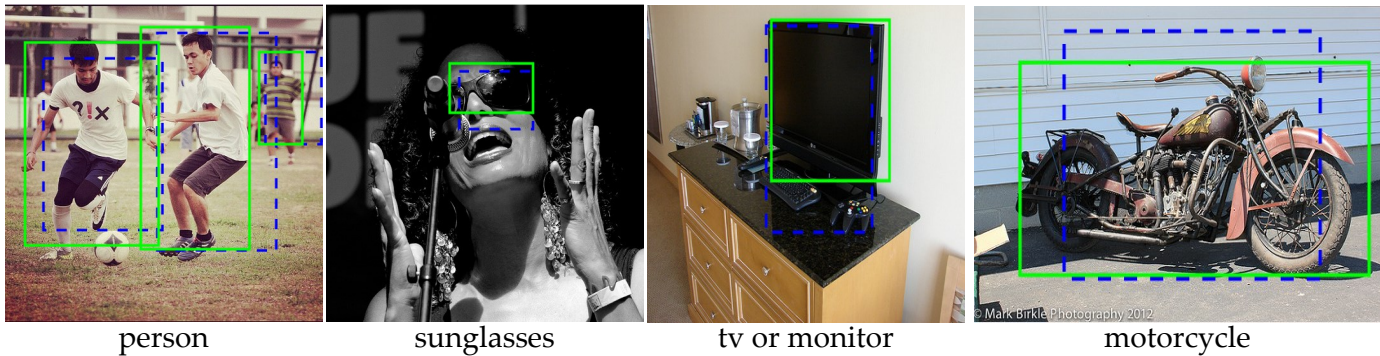 ?!X
© Mark Birkle Photography 2012
person
sunglasses
tv or monitor
motorcycle